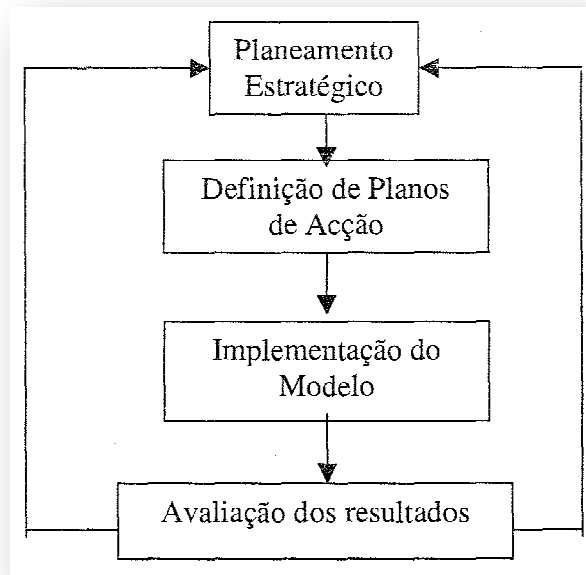 Planeamento
Estratégico
Definição de Planos
de Acção
Implementação do
Modelo
Avaliação dos resultados